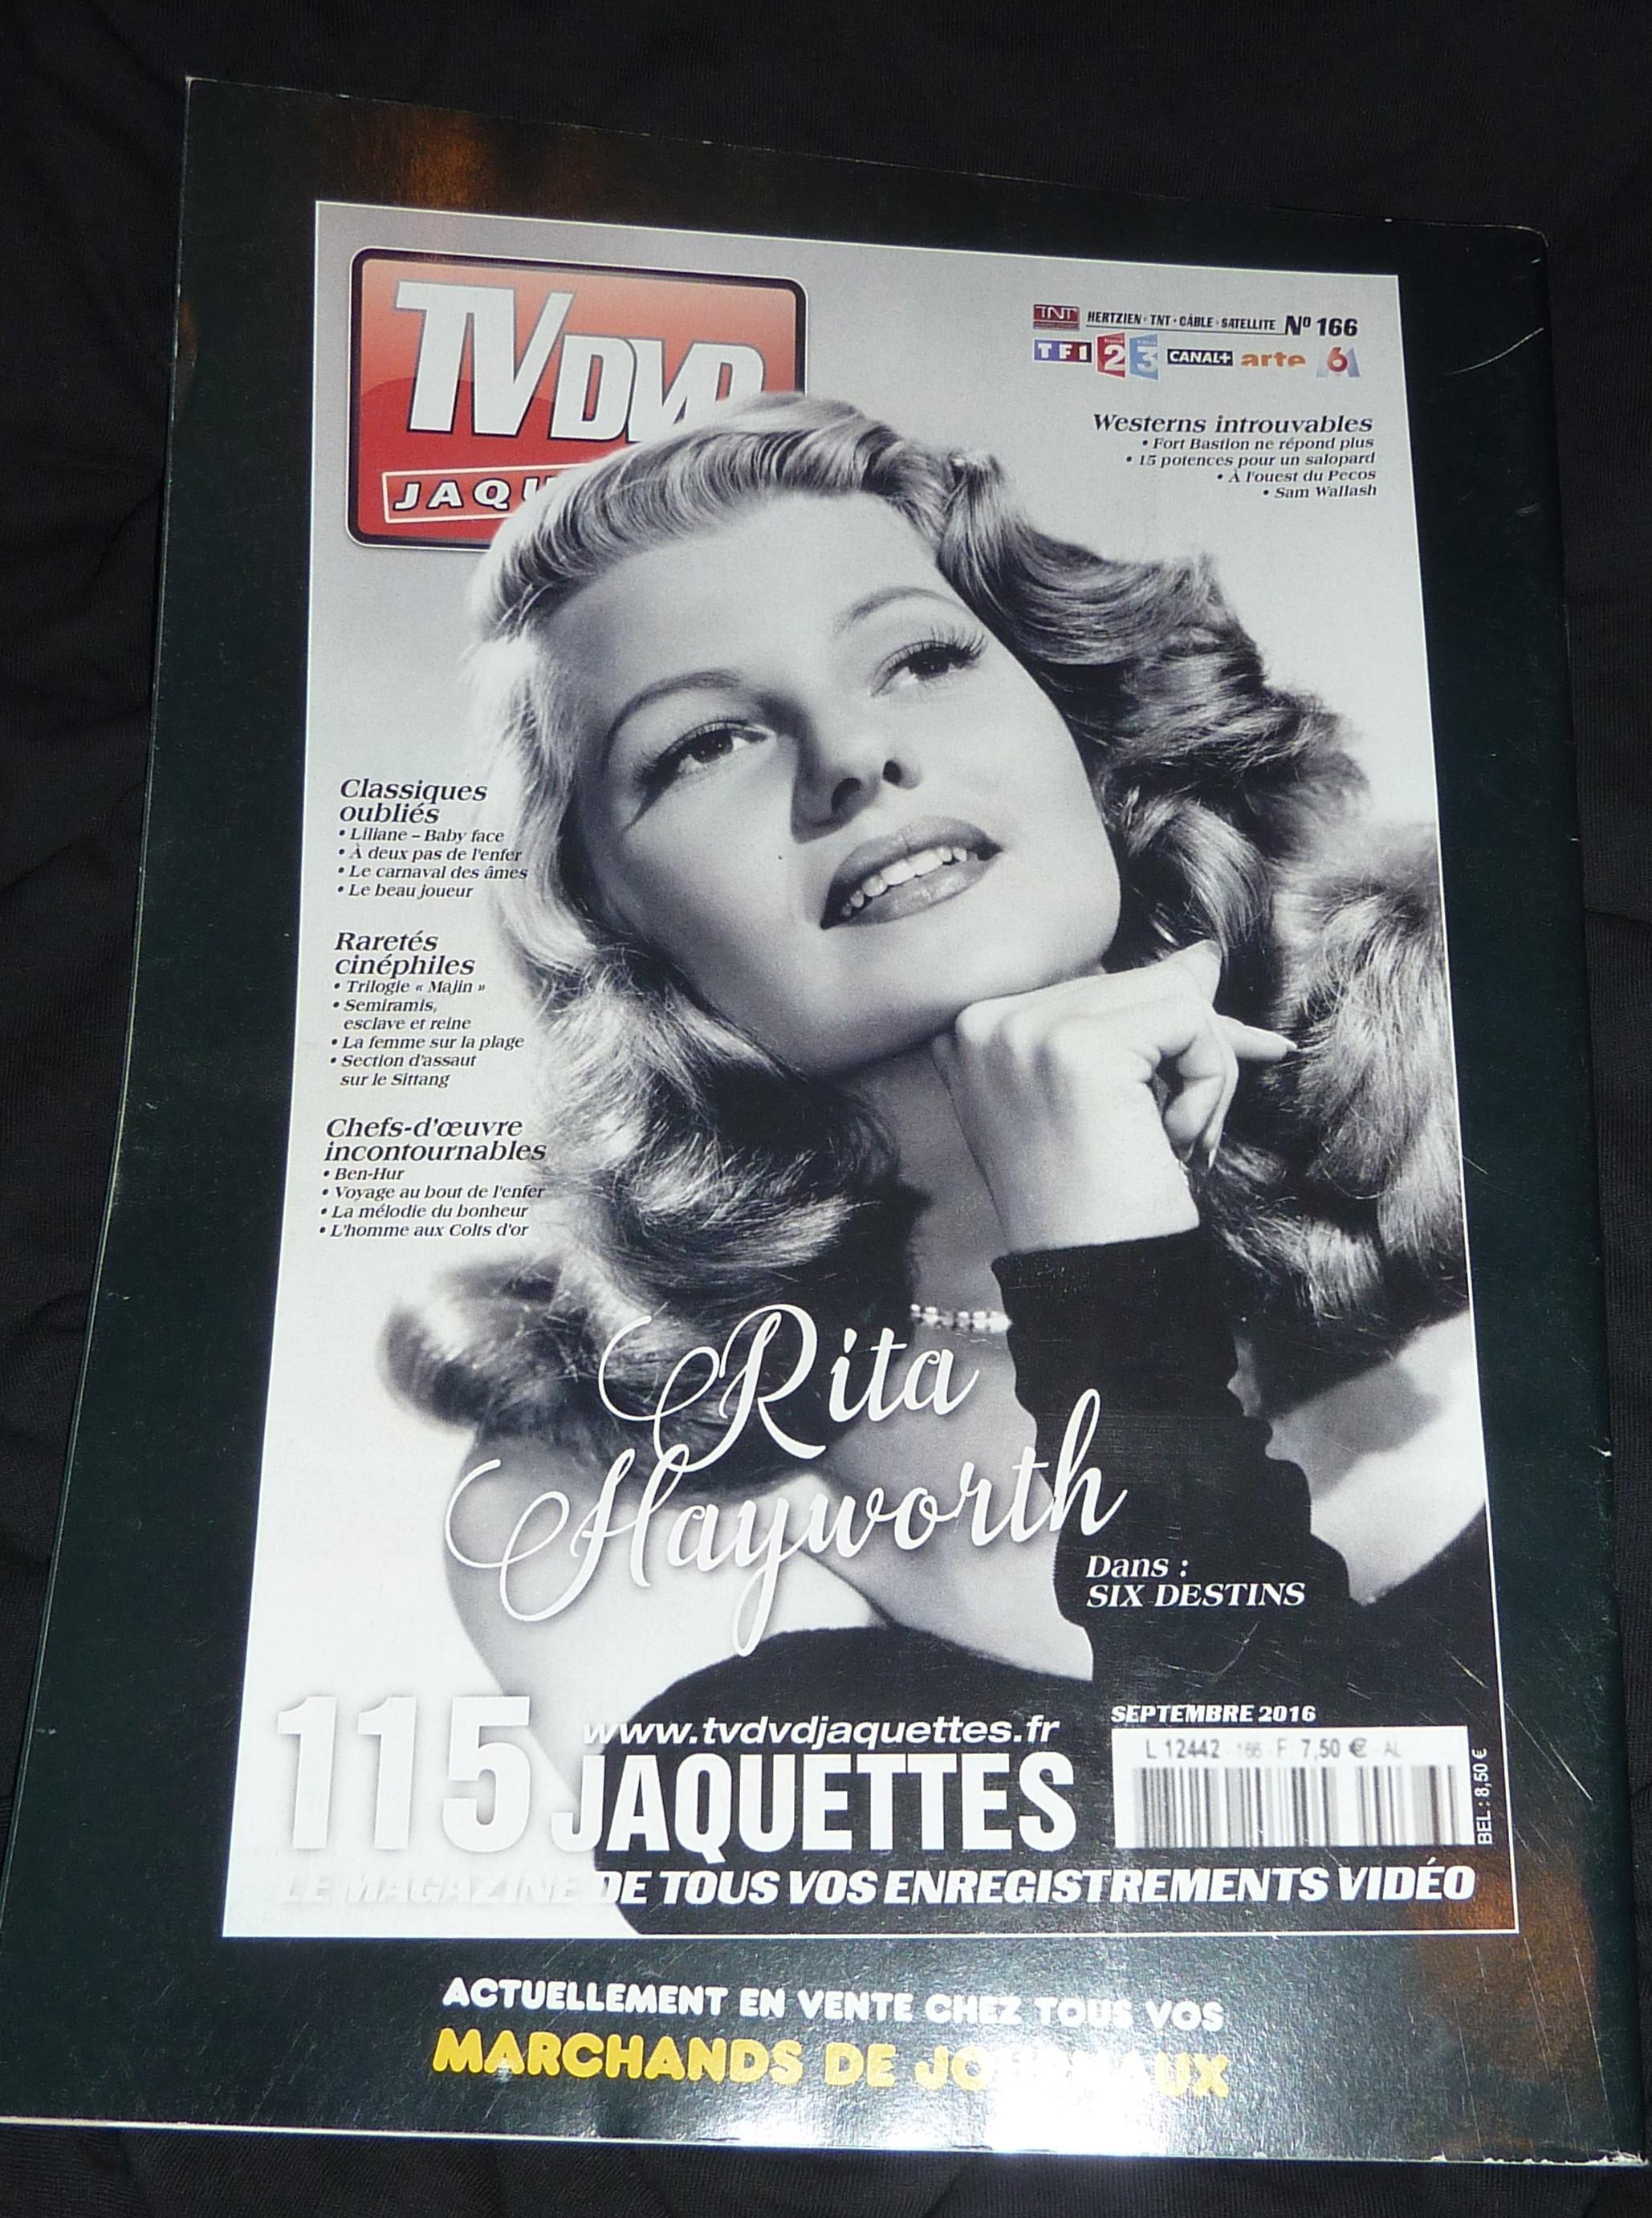 TVDVD
JAQU
TNT HERTZIEN · TNT · CÂBLE · SATELLITE Nº 166
TF1 2 3 CANAL+ arte 6
Westerns introuvables
• Fort Bastion ne répond plus
• 15 potences pour un salopard
• À l'ouest du Pecos
• Sam Wallash
Classiques
oubliés
• Liliane – Baby face
• À deux pas de l'enfer
• Le carnaval des âmes
• Le beau joueur
Raretés
cinéphiles
• Trilogie « Majin »
• Semiramis,
esclave et reine
• La femme sur la plage
• Section d'assaut
sur le Sittang
Chefs-d'œuvre
incontournables
• Ben-Hur
• Voyage au bout de l'enfer
• La mélodie du bonheur
• L'homme aux Colts d'or
Rita
Hayworth
Dans :
SIX DESTINS
115 JAQUETTES
www.tvdvdjaquettes.fr
SEPTEMBRE 2016
L 12442 - 166 - F: 7,50 € - AL
BEL : 8,50 €
LE MAGAZINE DE TOUS VOS ENREGISTREMENTS VIDÉO
ACTUELLEMENT EN VENTE CHEZ TOUS VOS
MARCHANDS DE